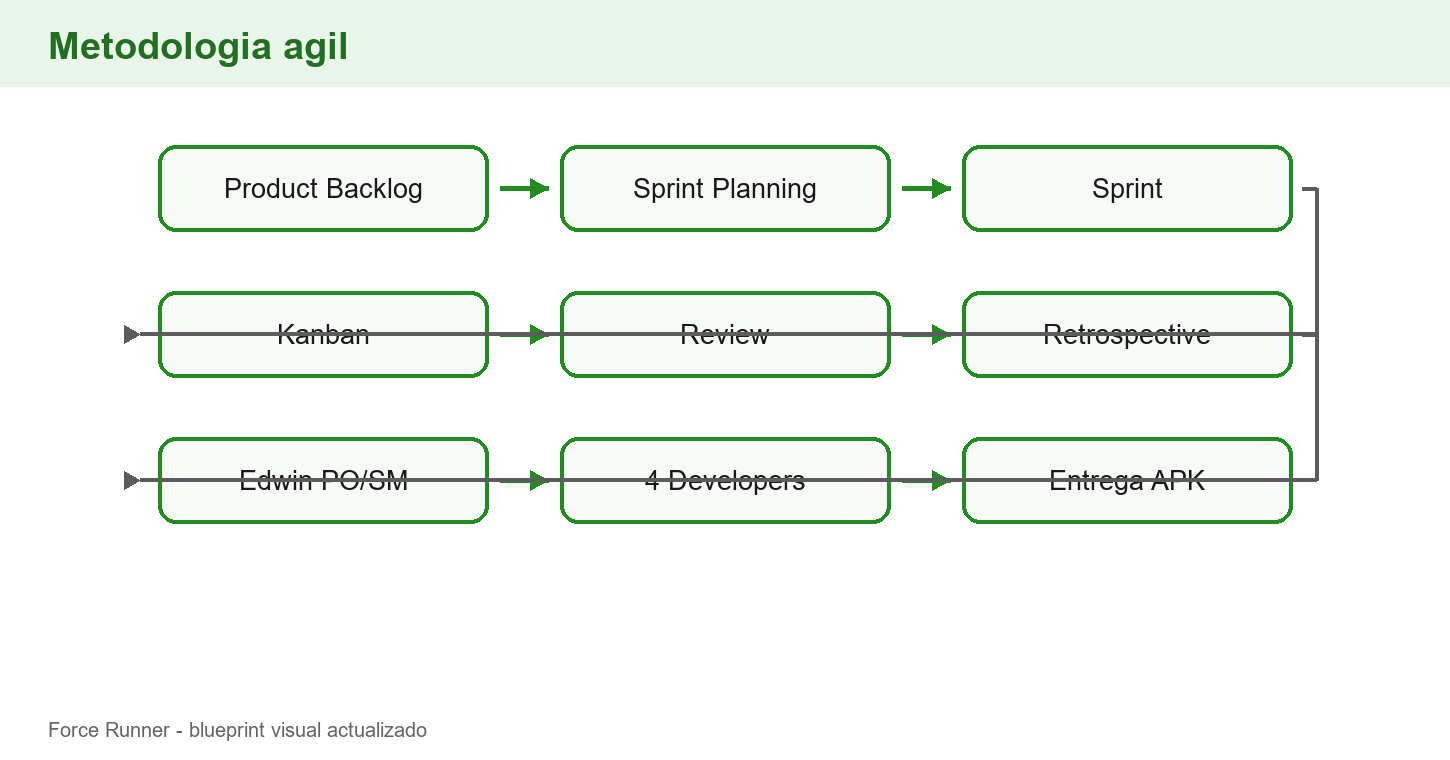 Metodologia agil
Product Backlog
Sprint Planning
Sprint
Kanban
Review
Retrospective
Edwin PO/SM
4 Developers
Entrega APK
Force Runner - blueprint visual actualizado